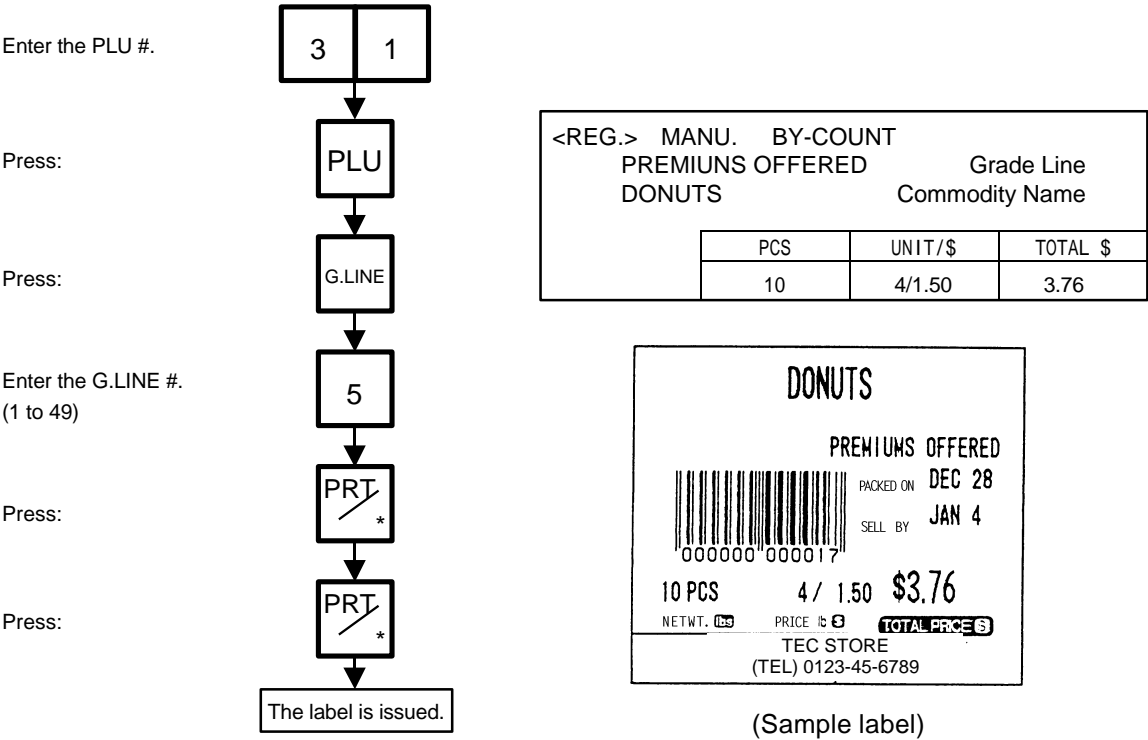 Enter the PLU #.
3 1
Press:
PLU
Press:
G.LINE
Enter the G.LINE #.
(1 to 49)
5
Press:
PRT/*
Press:
PRT/*
The label is issued.
<REG.> MANU. BY-COUNT
PREMIUNS OFFERED Grade Line
DONUTS Commodity Name
PCS UNIT/$ TOTAL $
10 4/1.50 3.76
DONUTS
PREMIUMS OFFERED
PACKED ON DEC 28
SELL BY JAN 4
000000 000017
10 PCS 4/ 1.50 $3.76
NETWT. lbs PRICE lb $ TOTAL PRICE $
TEC STORE
(TEL) 0123-45-6789
(Sample label)